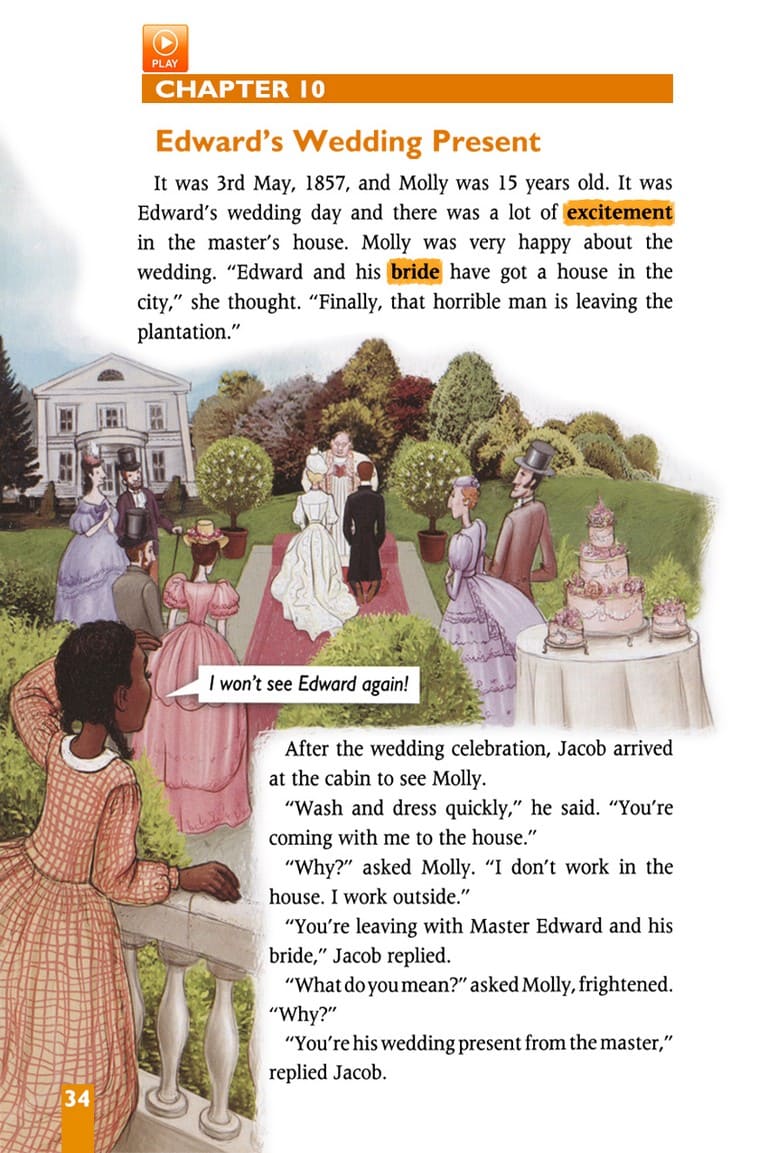 PLAY
CHAPTER 10
Edward's Wedding Present
It was 3rd May, 1857, and Molly was 15 years old. It was
Edward's wedding day and there was a lot of excitement
in the master's house. Molly was very happy about the
wedding. “Edward and his bride have got a house in the
city,” she thought. “Finally, that horrible man is leaving the
plantation.”
I won't see Edward again!
After the wedding celebration, Jacob arrived
at the cabin to see Molly.
“Wash and dress quickly,” he said. “You're
coming with me to the house.”
“Why?” asked Molly. “I don't work in the
house. I work outside.”
“You're leaving with Master Edward and his
bride,” Jacob replied.
“What do you mean?” asked Molly, frightened.
“Why?”
“You're his wedding present from the master,”
replied Jacob.
34